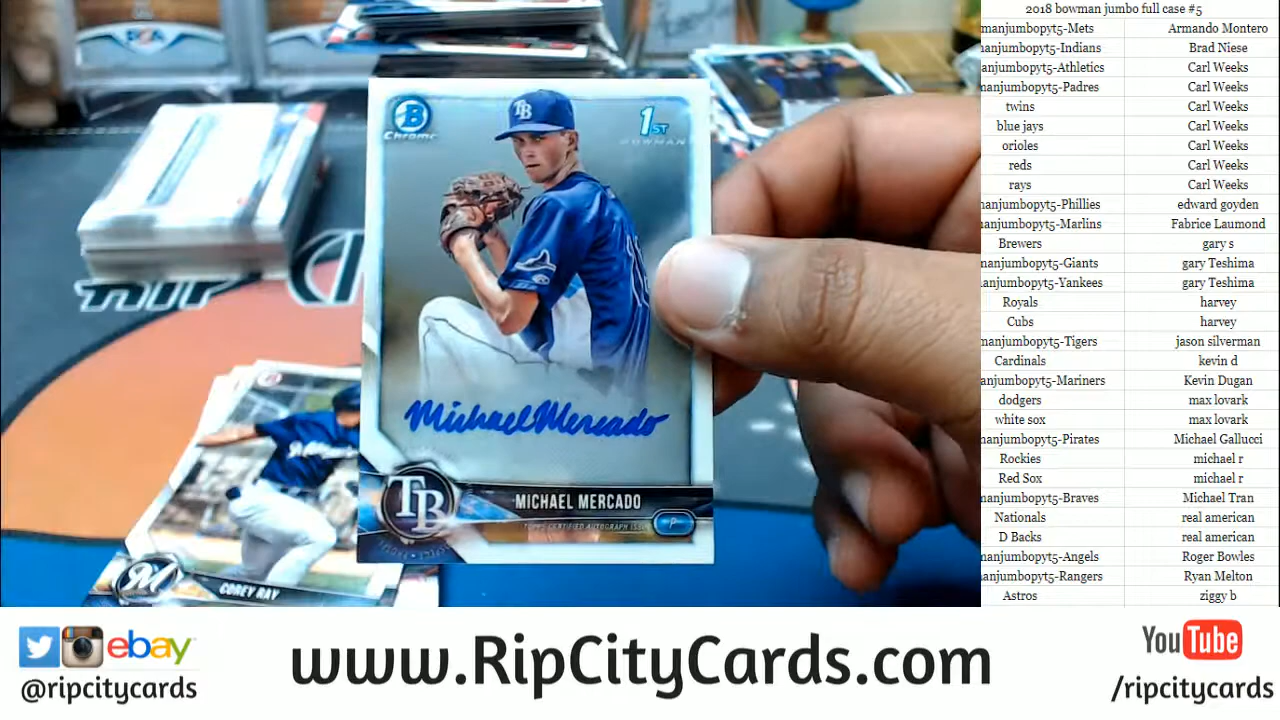 2018 bowman jumbo full case #5
manjumbopyt5-Mets Armando Montero
manjumbopyt5-Indians Brad Niese
manjumbopyt5-Athletics Carl Weeks
manjumbopyt5-Padres Carl Weeks
twins Carl Weeks
blue jays Carl Weeks
orioles Carl Weeks
reds Carl Weeks
rays Carl Weeks
manjumbopyt5-Phillies edward goyden
manjumbopyt5-Marlins Fabrice Laumond
Brewers gary s
manjumbopyt5-Giants gary Teshima
manjumbopyt5-Yankees gary Teshima
Royals harvey
Cubs harvey
manjumbopyt5-Tigers jason silverman
Cardinals kevin d
manjumbopyt5-Mariners Kevin Dugan
dodgers max lovark
white sox max lovark
manjumbopyt5-Pirates Michael Gallucci
Rockies michael r
Red Sox michael r
manjumbopyt5-Braves Michael Tran
Nationals real american
D Backs real american
manjumbopyt5-Angels Roger Bowles
manjumbopyt5-Rangers Ryan Melton
Astros ziggy b
B
Chrome
1ST
BOWMAN
TB
Michael Mercado
TB
MICHAEL MERCADO
TOPPS CERTIFIED AUTOGRAPH ISSUE
P
RIP
M
COREY RAY
ebay
@ripcitycards
www.RipCityCards.com
YouTube
/ripcitycards